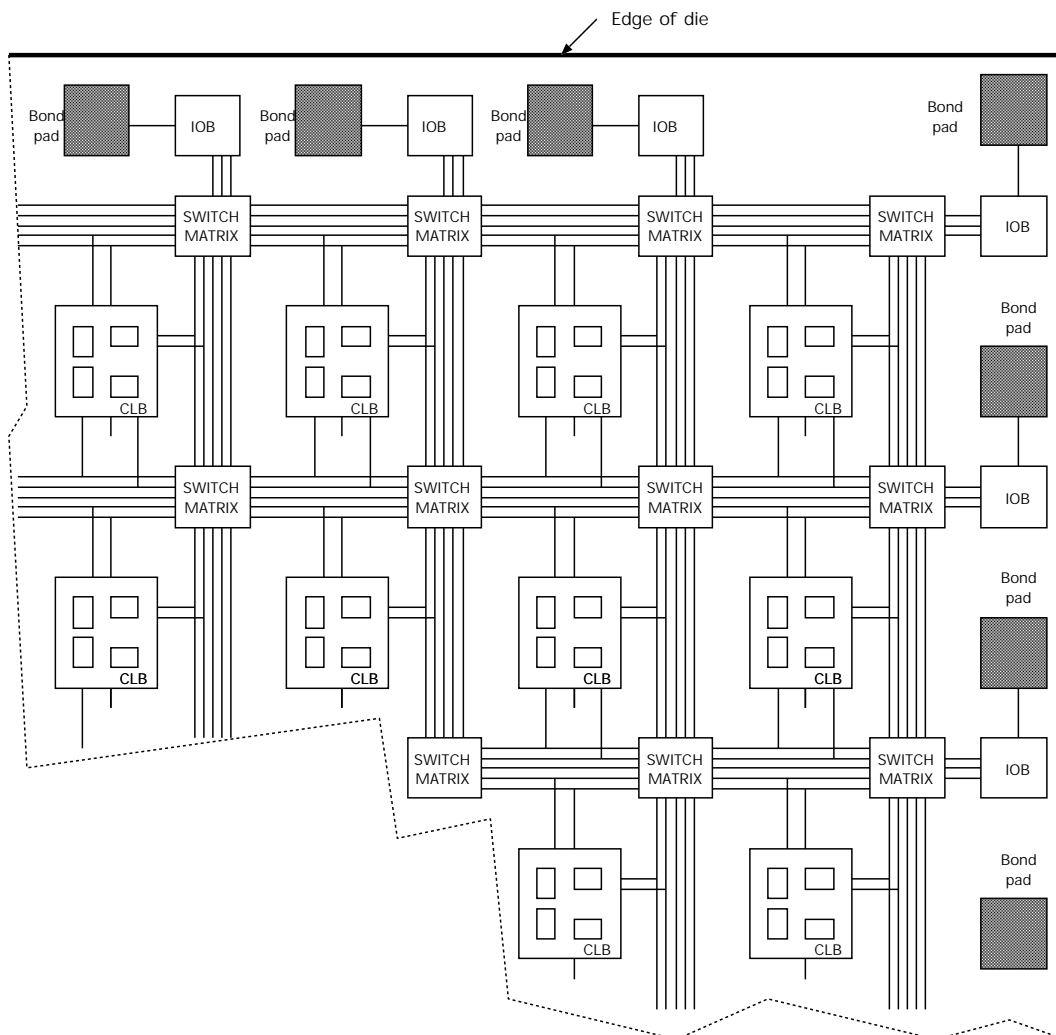 Edge of die
Bond
pad
IOB
Bond
pad
IOB
Bond
pad
IOB
Bond
pad
SWITCH
MATRIX
SWITCH
MATRIX
SWITCH
MATRIX
SWITCH
MATRIX
IOB
CLB
CLB
CLB
CLB
Bond
pad
SWITCH
MATRIX
SWITCH
MATRIX
SWITCH
MATRIX
SWITCH
MATRIX
IOB
CLB
CLB
CLB
CLB
Bond
pad
SWITCH
MATRIX
SWITCH
MATRIX
SWITCH
MATRIX
IOB
CLB
CLB
Bond
pad